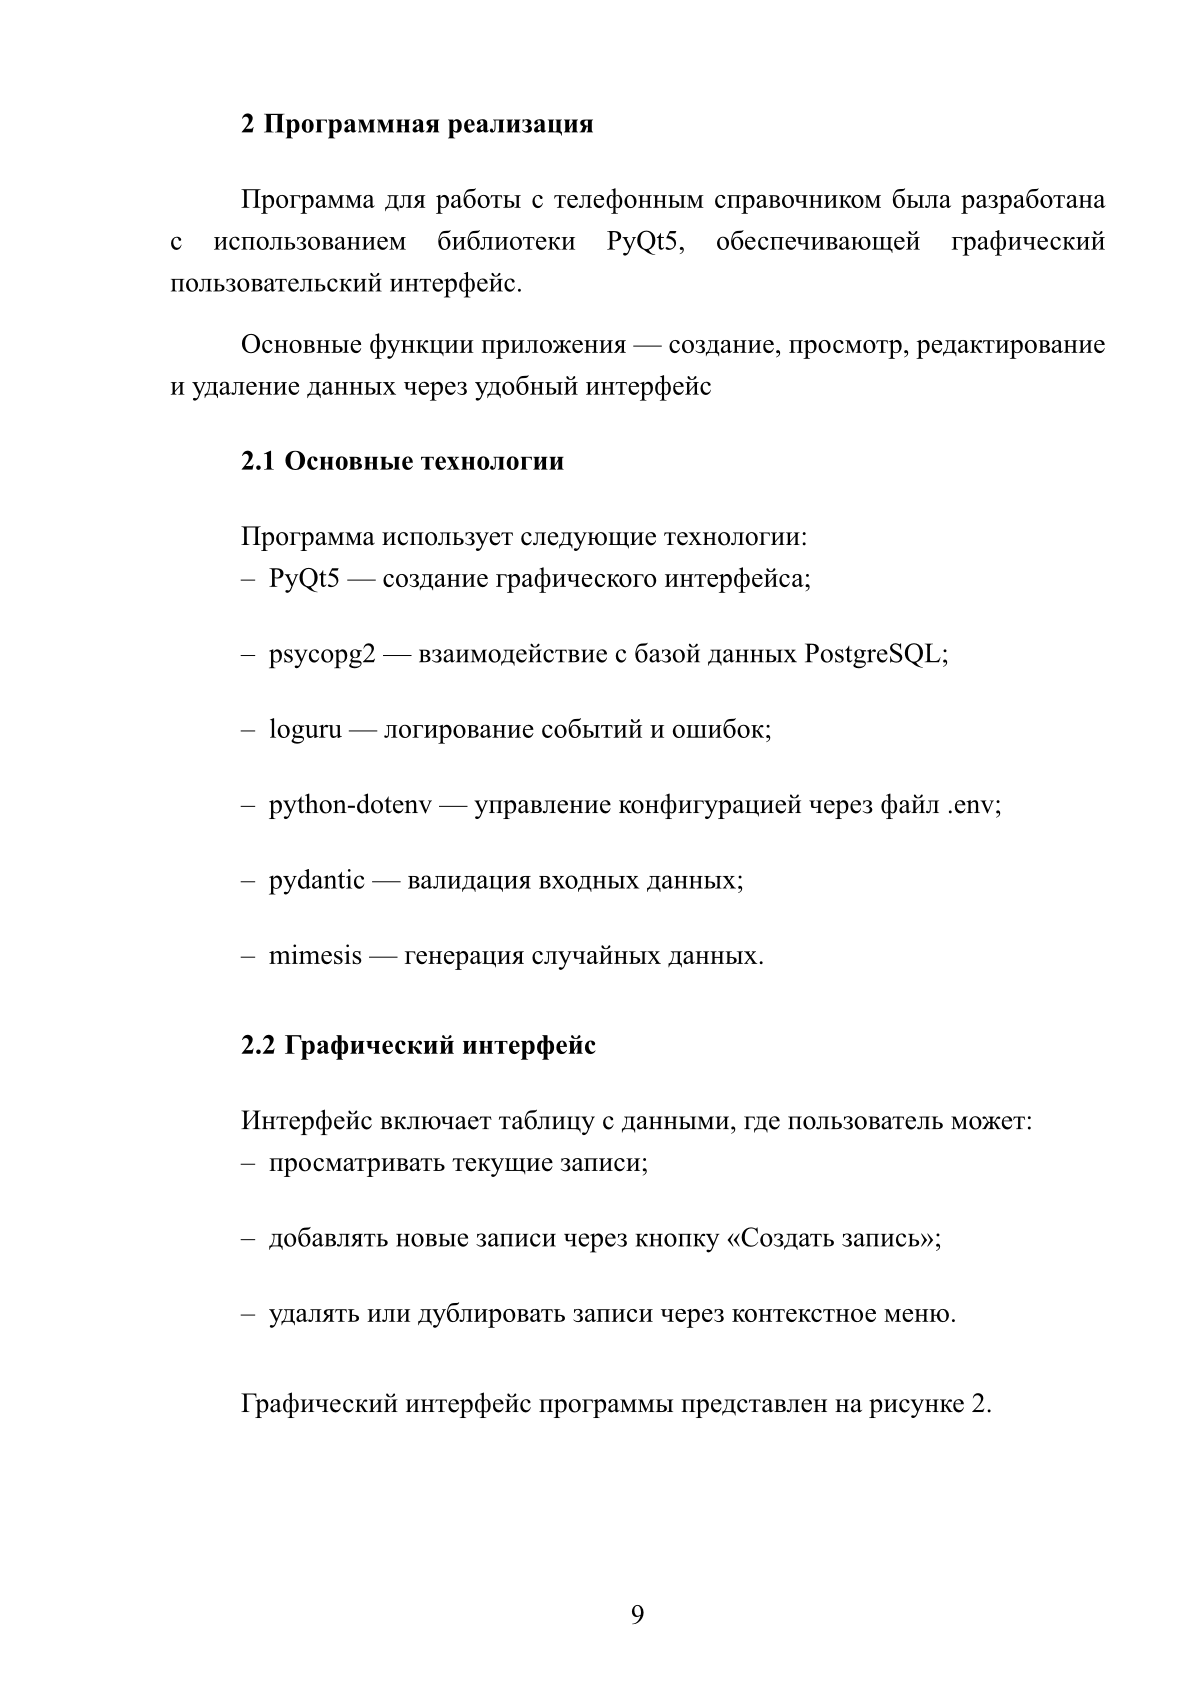 2 Программная реализация
Программа для работы с телефонным справочником была разработана
с использованием библиотеки PyQt5, обеспечивающей графический
пользовательский интерфейс.
Основные функции приложения — создание, просмотр, редактирование
и удаление данных через удобный интерфейс
2.1 Основные технологии
Программа использует следующие технологии:
– PyQt5 — создание графического интерфейса;
– psycopg2 — взаимодействие с базой данных PostgreSQL;
– loguru — логирование событий и ошибок;
– python-dotenv — управление конфигурацией через файл .env;
– pydantic — валидация входных данных;
– mimesis — генерация случайных данных.
2.2 Графический интерфейс
Интерфейс включает таблицу с данными, где пользователь может:
– просматривать текущие записи;
– добавлять новые записи через кнопку «Создать запись»;
– удалять или дублировать записи через контекстное меню.
Графический интерфейс программы представлен на рисунке 2.
9